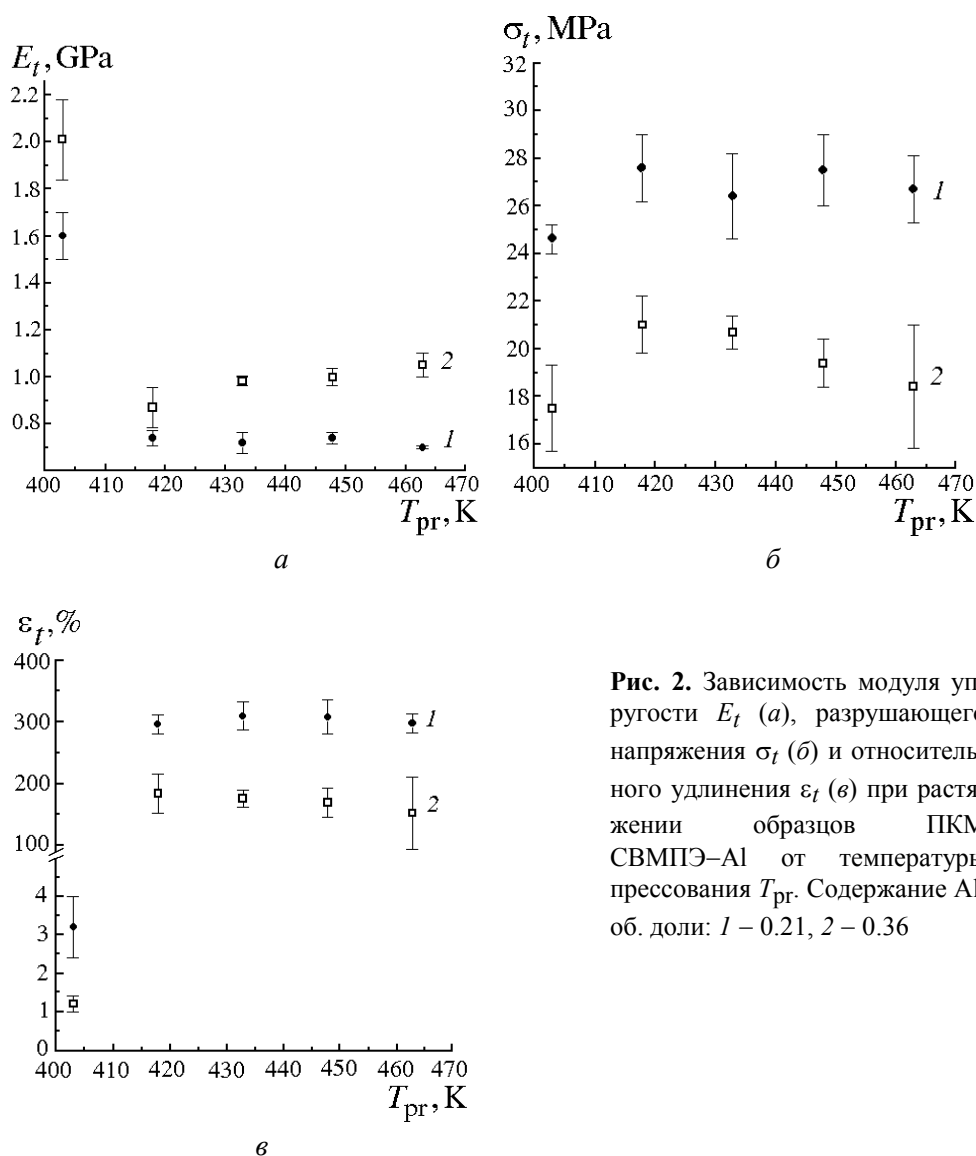 E_t, GPa
2.2
2.0
1.8
1.6
1.4
1.2
1.0
0.8
2
1
400 410 420 430 440 450 460 470
T_pr, K
а
σ_t, MPa
32
30
28
26
24
22
20
18
16
1
2
400 410 420 430 440 450 460 470
T_pr, K
б
ε_t, %
400
300
200
100
4
3
2
1
0
1
2
400 410 420 430 440 450 460 470
T_pr, K
в
Рис. 2. Зависимость модуля уп
ругости E_t (а), разрушающего
напряжения σ_t (б) и относитель
ного удлинения ε_t (в) при растя
жении образцов ПКМ
СВМПЭ–Al от температуры
прессования T_pr. Содержание Al
об. доли: 1 – 0.21, 2 – 0.36